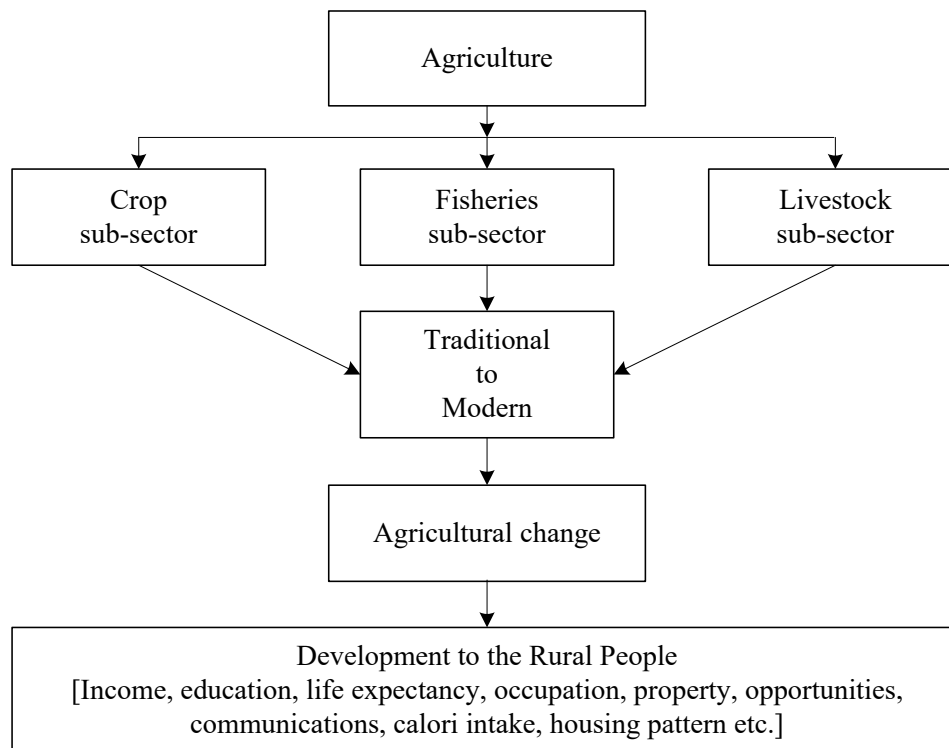 Agriculture
Crop
sub-sector
Fisheries
sub-sector
Livestock
sub-sector
Traditional
to
Modern
Agricultural change
Development to the Rural People
[Income, education, life expectancy, occupation, property, opportunities,
communications, calori intake, housing pattern etc.]